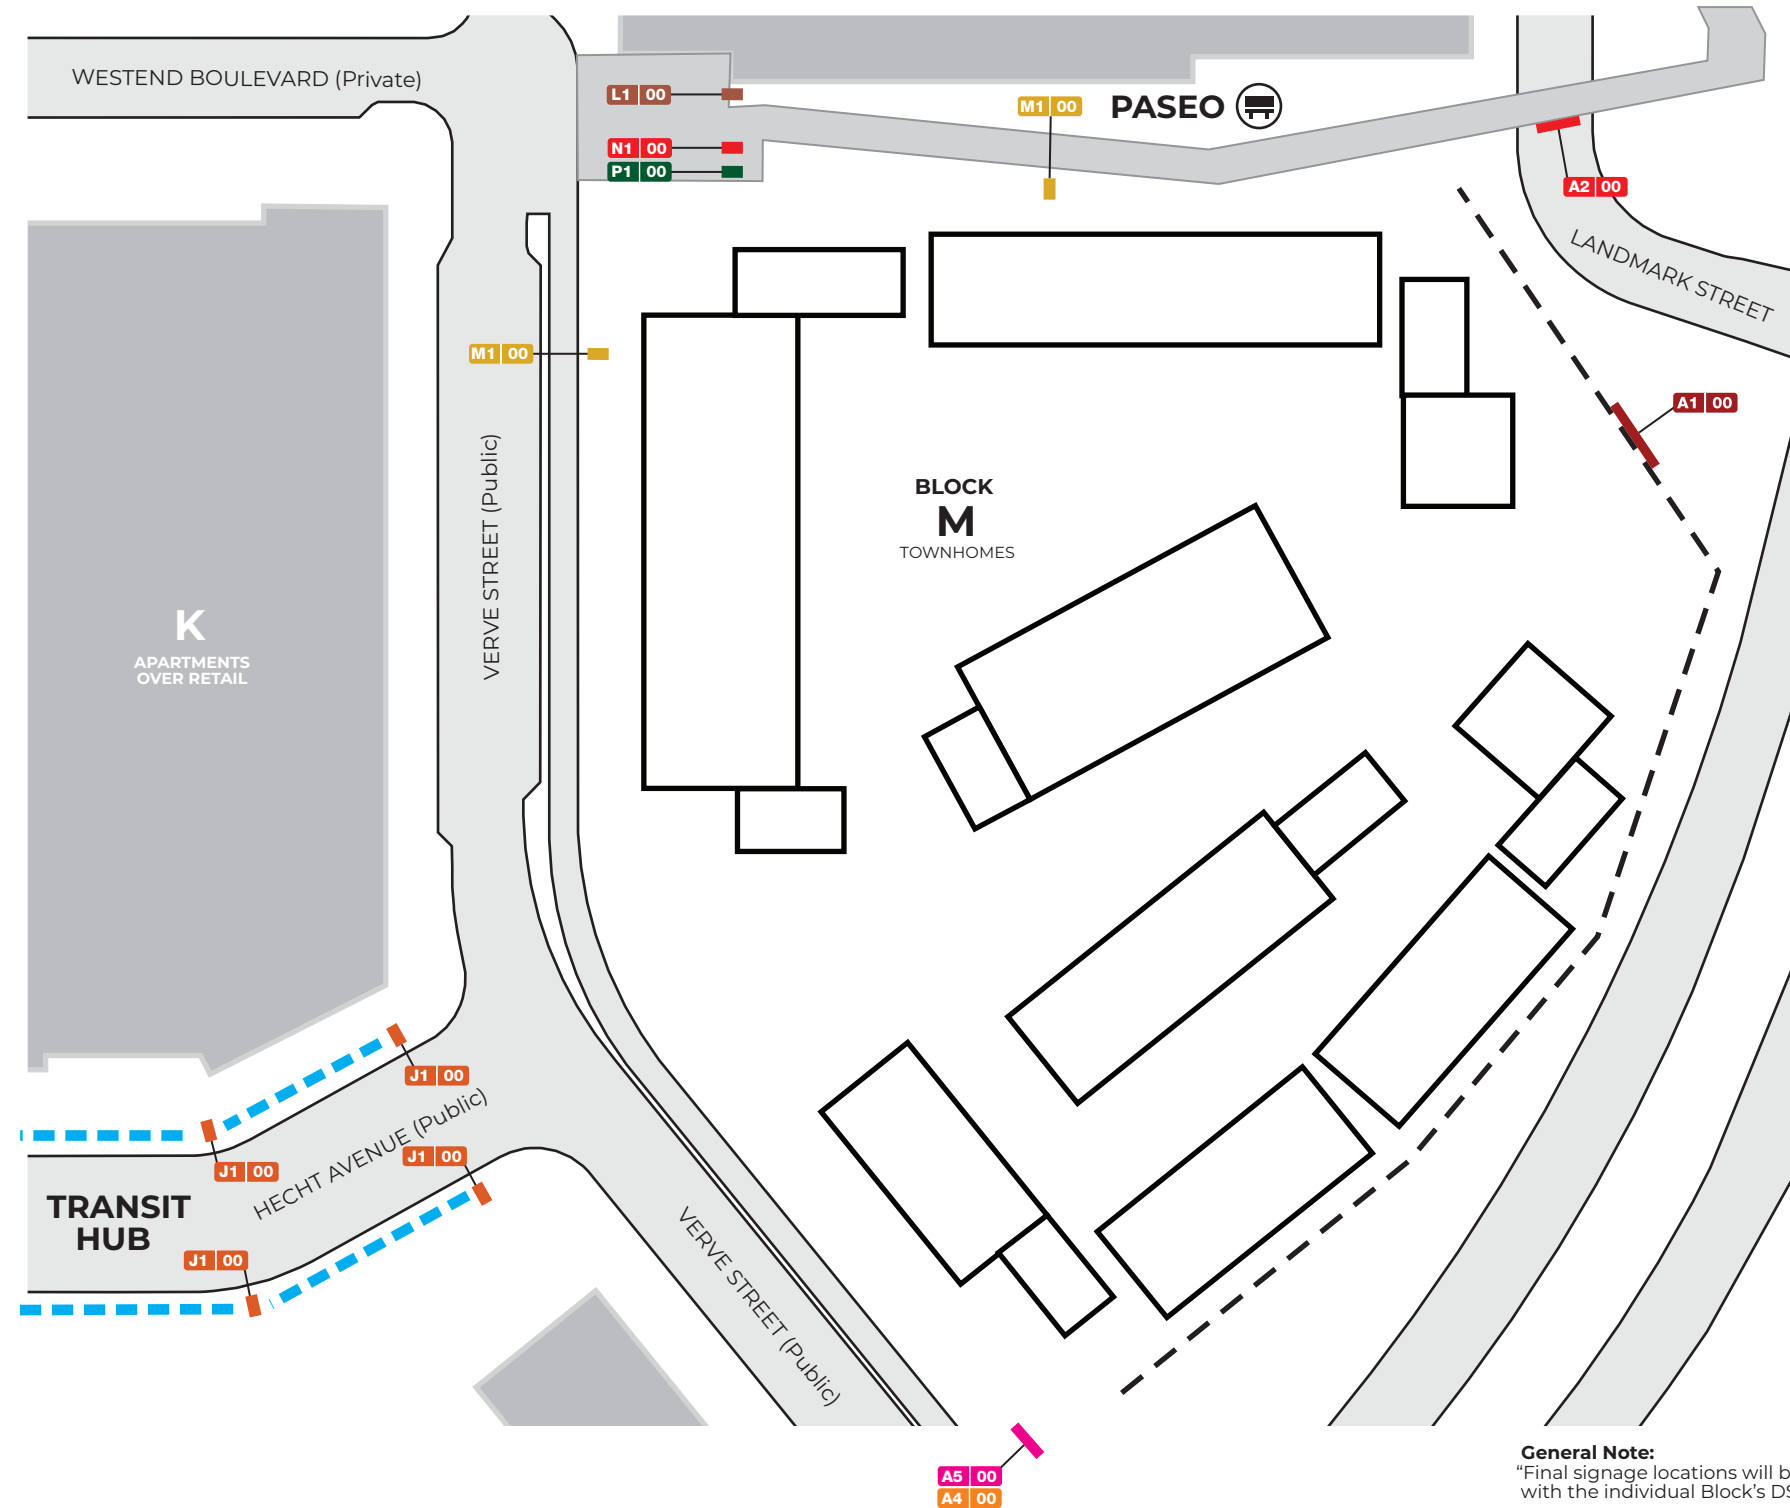 WESTEND BOULEVARD (Private)
L1 00
N1 00
P1 00
M1 00
PASEO
A2 00
LANDMARK STREET
M1 00
A1 00
VERVE STREET (Public)
BLOCK
M
TOWNHOMES
K
APARTMENTS
OVER RETAIL
J1 00
HECHT AVENUE (Public)
J1 00
J1 00
TRANSIT
HUB
J1 00
VERVE STREET (Public)
A5 00
A4 00
General Note:
“Final signage locations will b
with the individual Block’s D